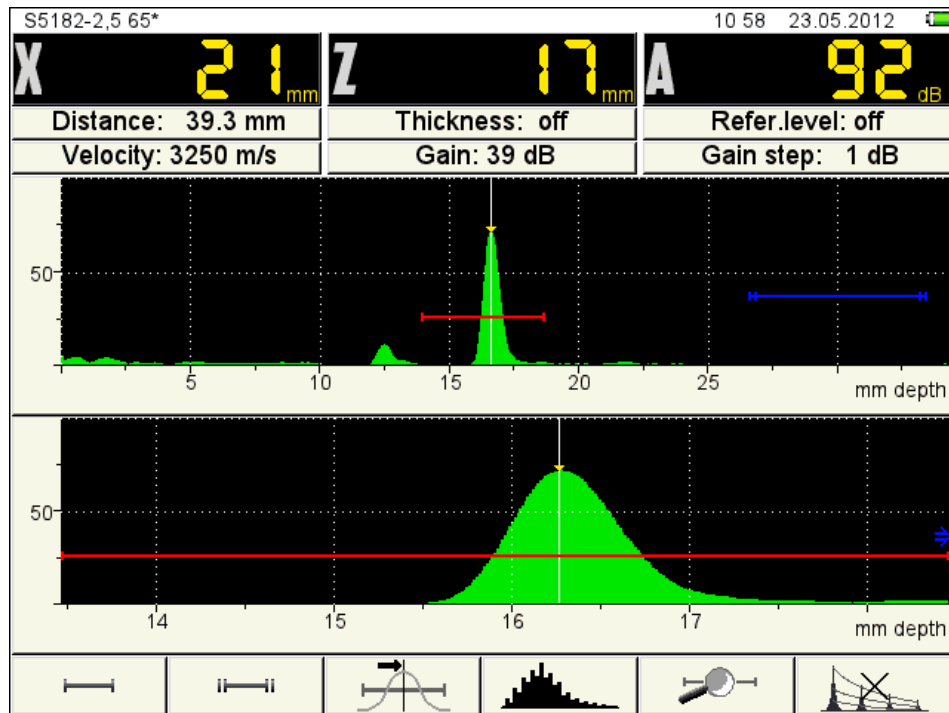 S5182-2,5 65* 10 58 23.05.2012
X 21 mm Z 17 mm A 92 dB
Distance: 39.3 mm Thickness: off Refer.level: off
Velocity: 3250 m/s Gain: 39 dB Gain step: 1 dB
50
5 10 15 20 25
mm depth
50
14 15 16 17
mm depth